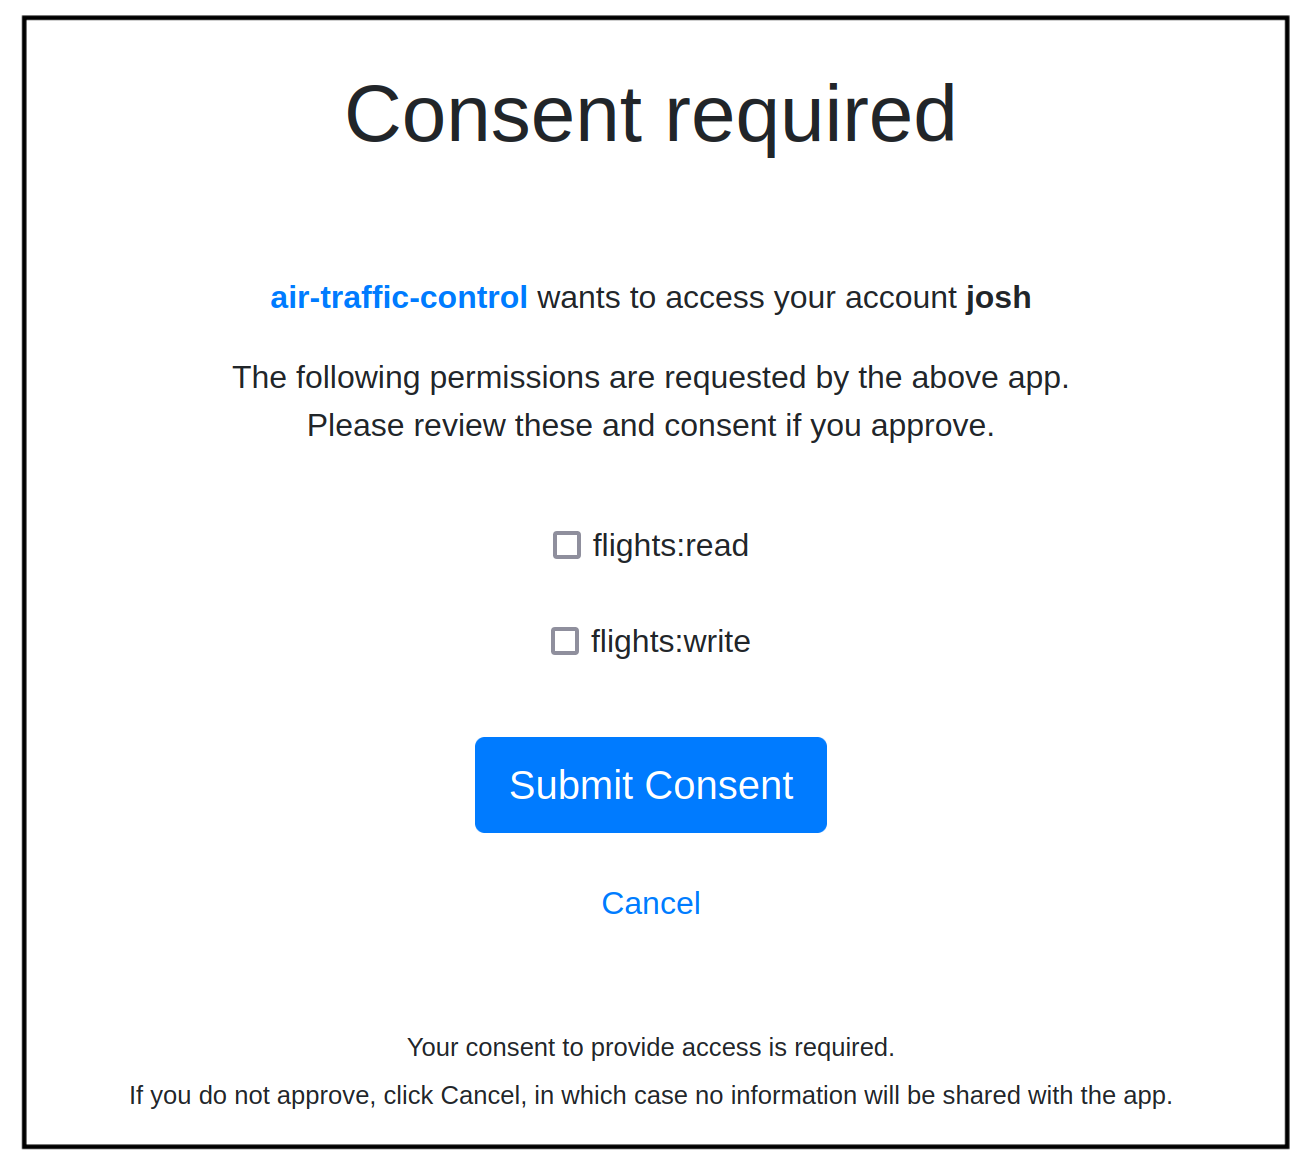 Consent required
air-traffic-control wants to access your account josh
The following permissions are requested by the above app.
Please review these and consent if you approve.
flights:read
flights:write
Submit Consent
Cancel
Your consent to provide access is required.
If you do not approve, click Cancel, in which case no information will be shared with the app.